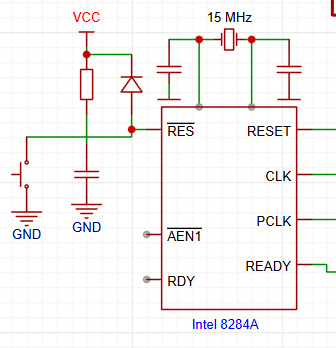 VCC
15 MHz
RES
RESET
CLK
PCLK
GND
GND
AEN1
READY
RDY
Intel 8284A